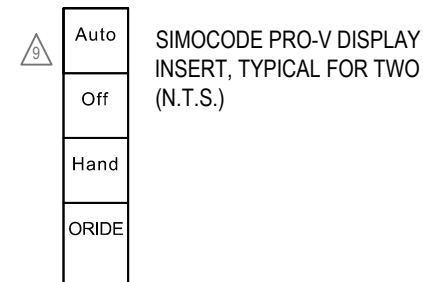 9
Auto
Off
Hand
ORIDE
SIMOCODE PRO-V DISPLAY
INSERT, TYPICAL FOR TWO
(N.T.S.)